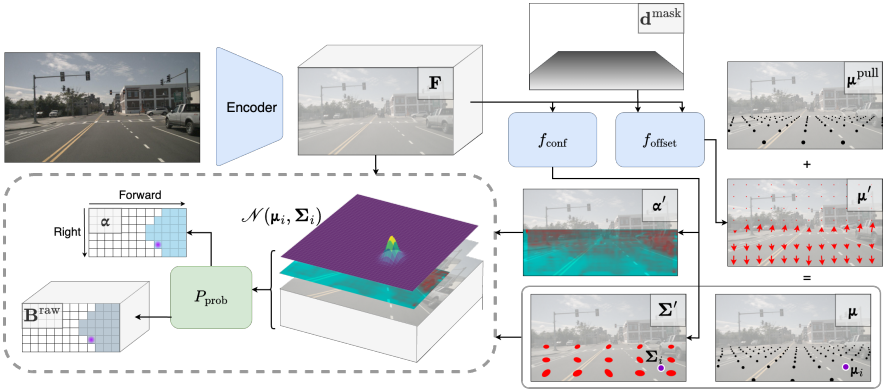 d^mask
F
μ^pull
Encoder
f_conf
f_offset
+
Forward
α
Right
𝒩(μ_i, Σ_i)
α′
μ′
=
P_prob
B^raw
Σ′
μ
Σ_i
μ_i